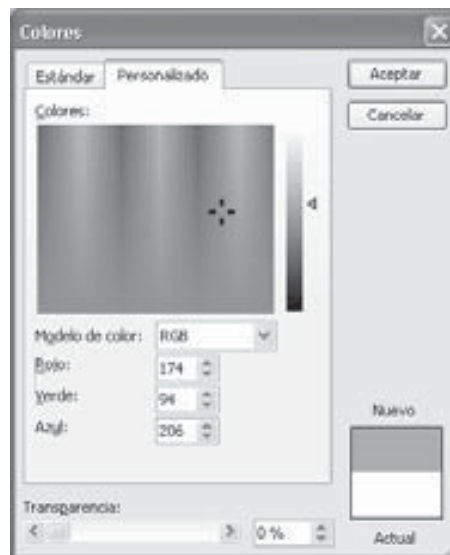 Colores
Estándar Personalizado
Aceptar
Cancelar
Colores:
Modelo de color: RGB
Rojo: 174
Verde: 94
Azul: 206
Nuevo
Transparencia:
0 %
Actual